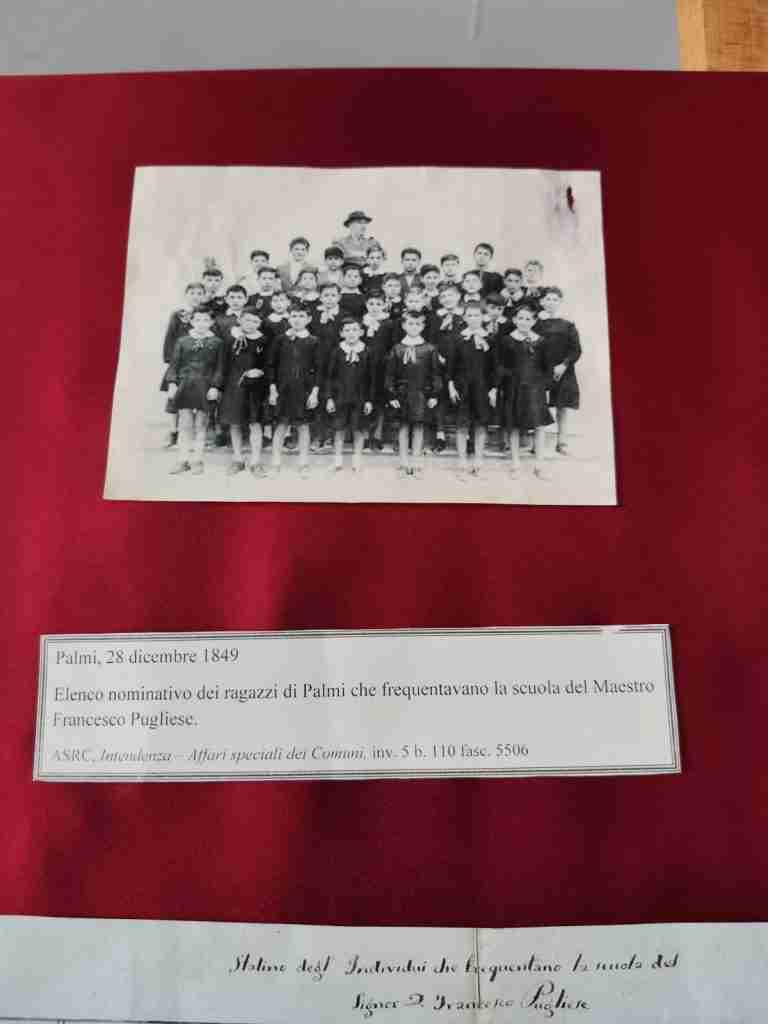 Palmi, 28 dicembre 1849
Elenco nominativo dei ragazzi di Palmi che frequentavano la scuola del Maestro
Francesco Pugliese.
ASRC, Intendenza – Affari speciali dei Comuni, inv. 5 b. 110 fasc. 5506
Statino degl' Individui che frequentano la scuola del
Signor D. Francesco Pugliese